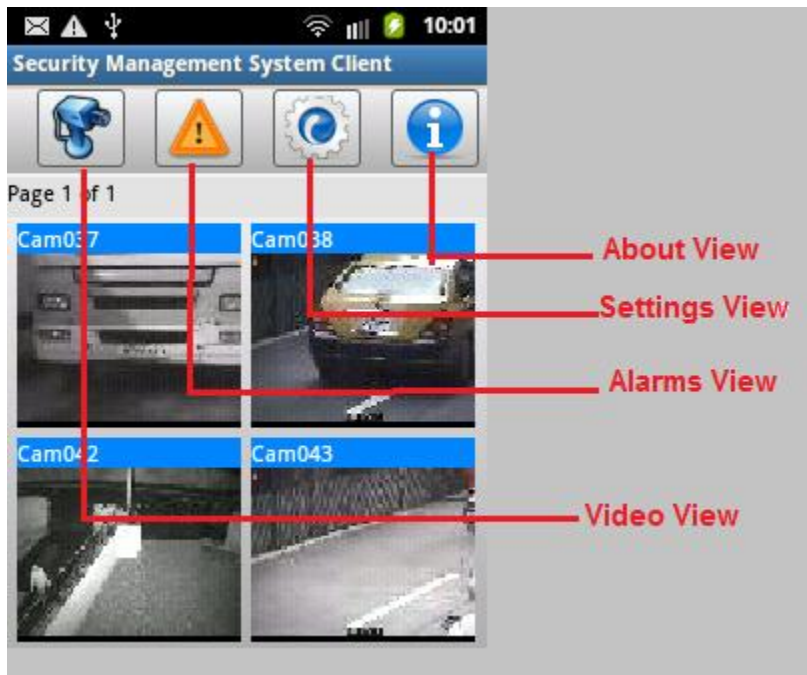 10:01
Security Management System Client
Page 1 of 1
Cam037
Cam038
About View
Settings View
Alarms View
Cam042
Cam043
Video View